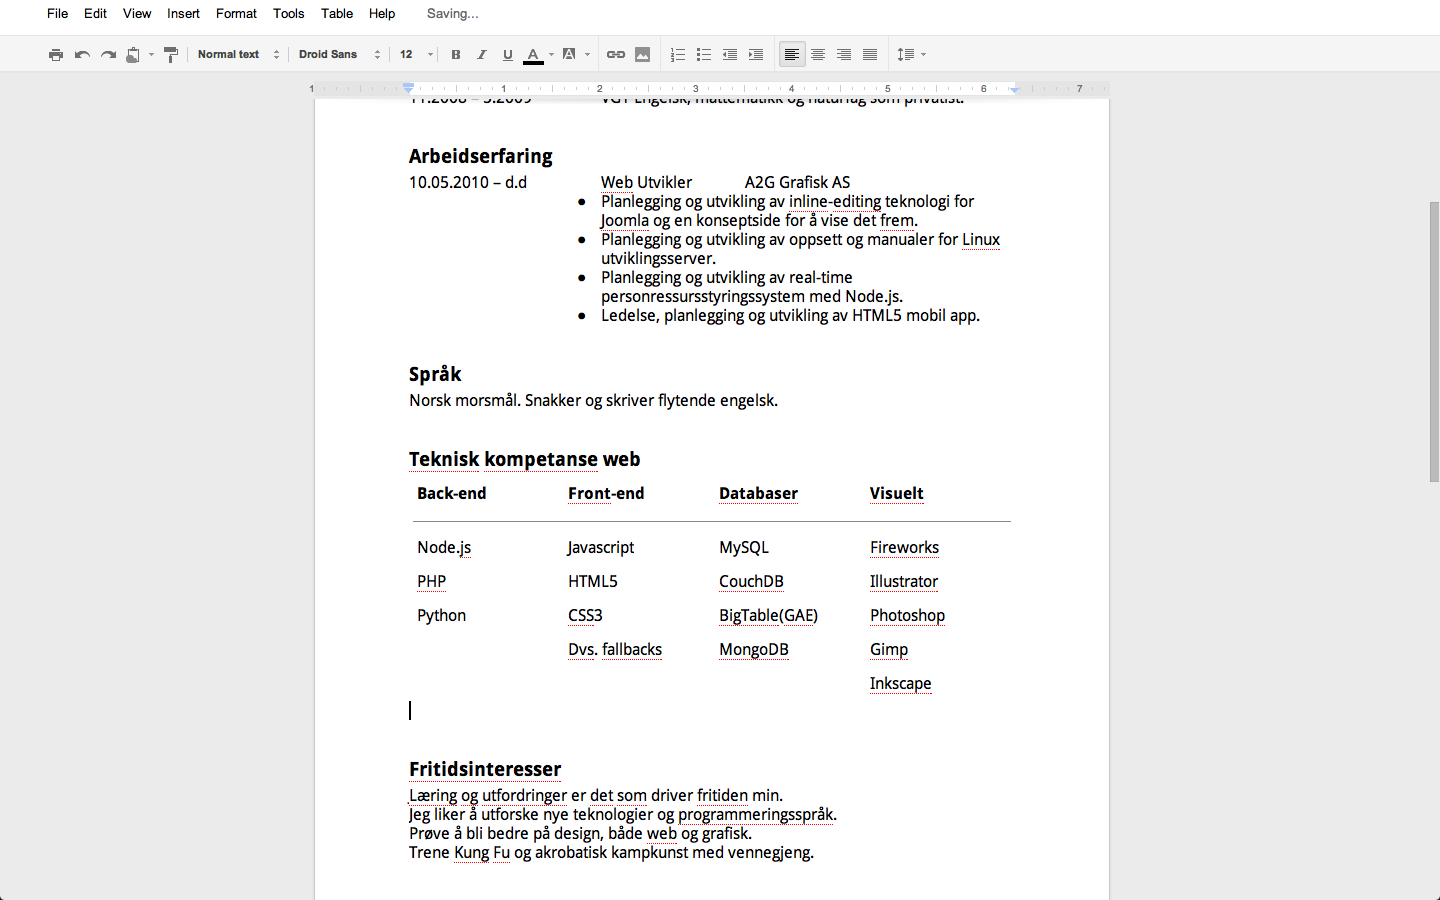 File Edit View Insert Format Tools Table Help Saving...
Normal text Droid Sans 12 B I U A A
1 1 2 3 4 5 6 7
11.2008 – 5.2009 VG1 Engelsk, mattematikk og naturfag som privatist.
Arbeidserfaring
10.05.2010 – d.d Web Utvikler A2G Grafisk AS
● Planlegging og utvikling av inline-editing teknologi for
Joomla og en konseptside for å vise det frem.
● Planlegging og utvikling av oppsett og manualer for Linux
utviklingsserver.
● Planlegging og utvikling av real-time
personressursstyringssystem med Node.js.
● Ledelse, planlegging og utvikling av HTML5 mobil app.
Språk
Norsk morsmål. Snakker og skriver flytende engelsk.
Teknisk kompetanse web
Back-end Front-end Databaser Visuelt
Node.js Javascript MySQL Fireworks
PHP HTML5 CouchDB Illustrator
Python CSS3 BigTable(GAE) Photoshop
Dvs. fallbacks MongoDB Gimp
Inkscape
Fritidsinteresser
Læring og utfordringer er det som driver fritiden min.
Jeg liker å utforske nye teknologier og programmeringsspråk.
Prøve å bli bedre på design, både web og grafisk.
Trene Kung Fu og akrobatisk kampkunst med vennegjeng.